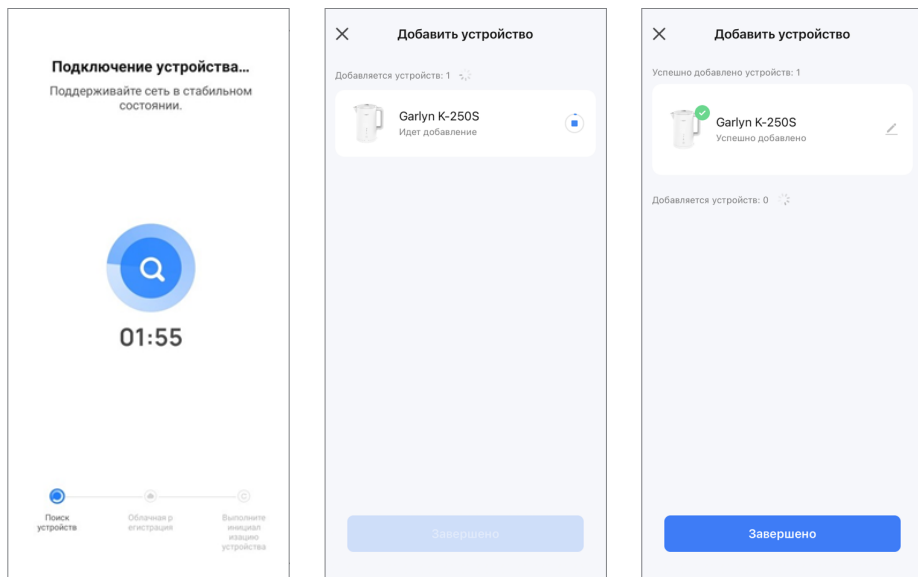 Подключение устройства...
Поддерживайте сеть в стабильном
состоянии.
01:55
Поиск
устройств
Облачная р
егистрация
Выполните
инициал
изацию
устройства
Добавить устройство
Добавляется устройств: 1
Garlyn K-250S
Идет добавление
Завершено
Добавить устройство
Успешно добавлено устройств: 1
Garlyn K-250S
Успешно добавлено
Добавляется устройств: 0
Завершено